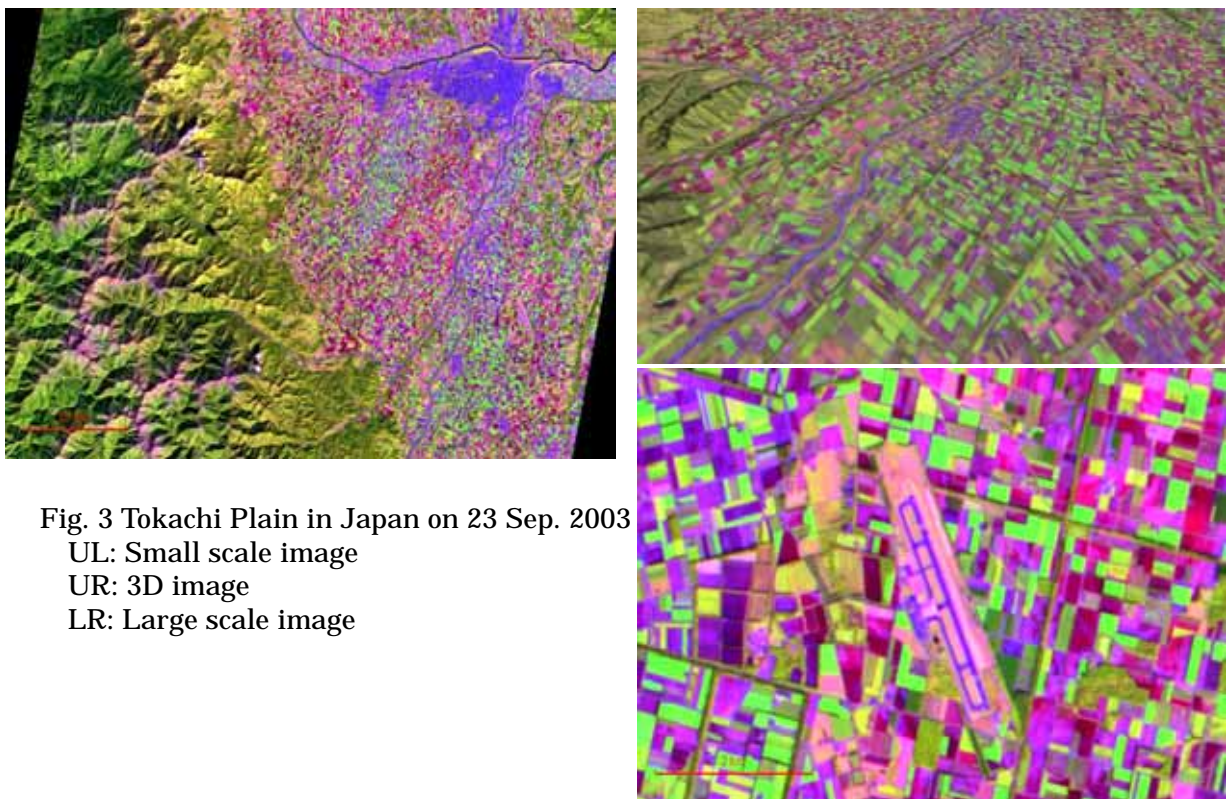 Fig. 3 Tokachi Plain in Japan on 23 Sep. 2003
UL: Small scale image
UR: 3D image
LR: Large scale image